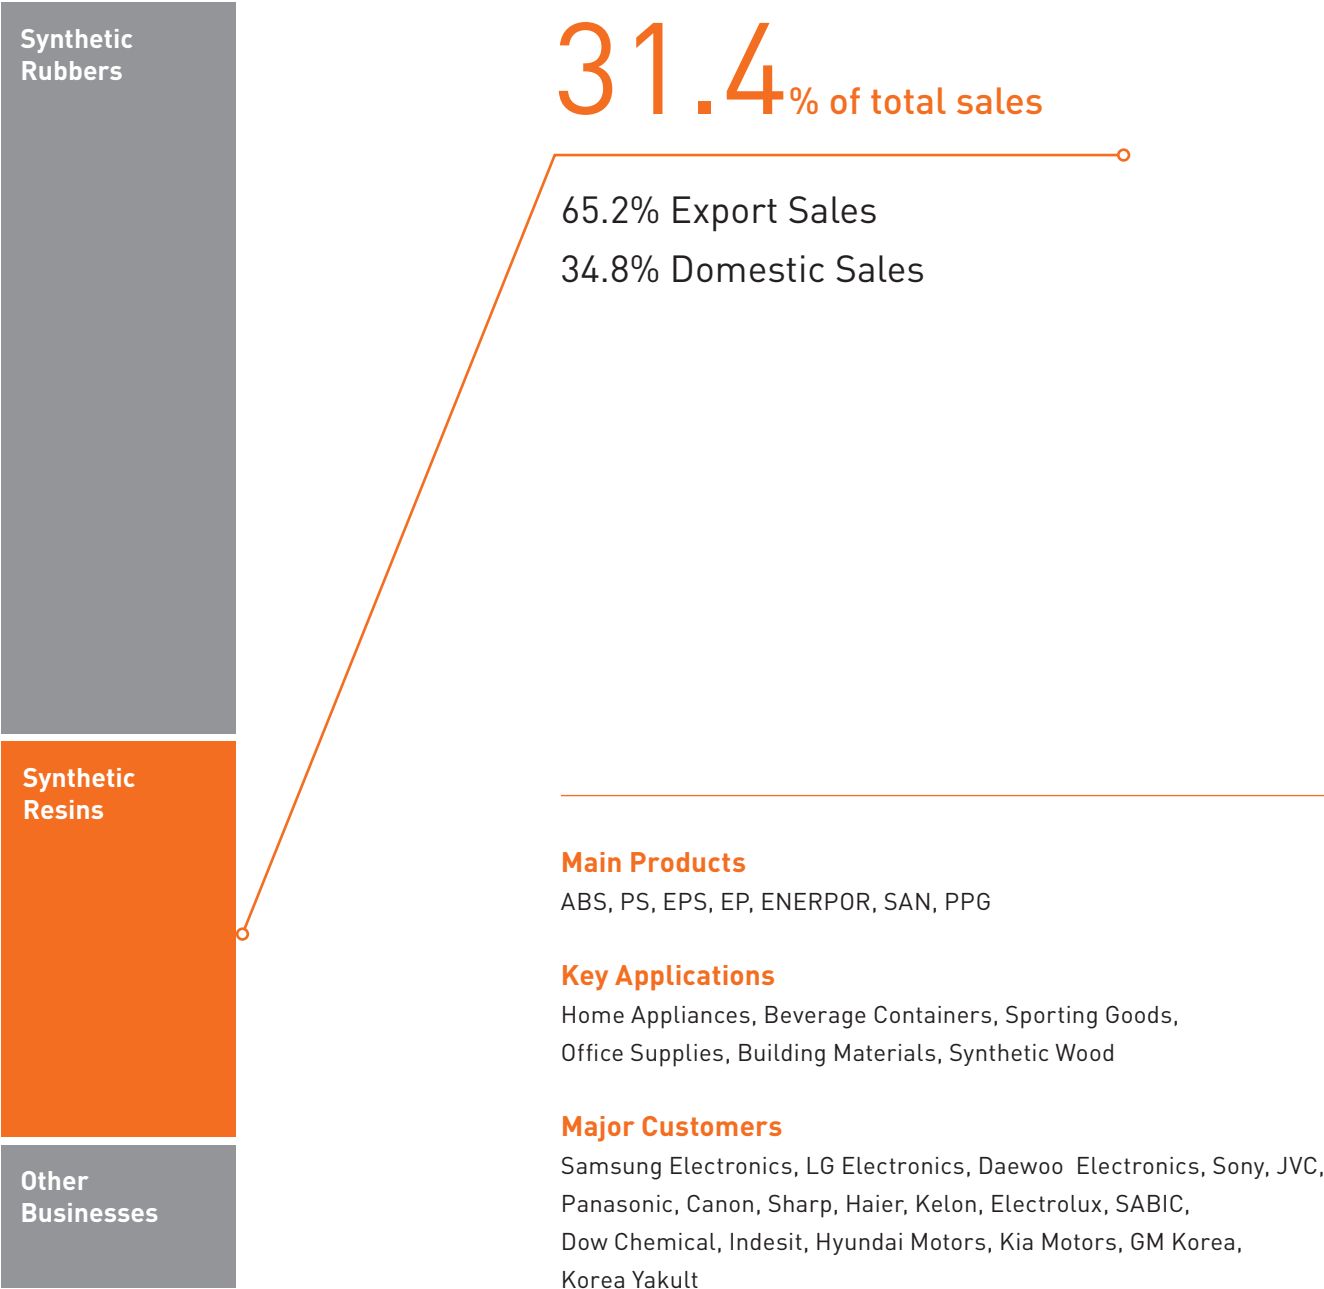 Synthetic
Rubbers
31.4% of total sales
65.2% Export Sales
34.8% Domestic Sales
Synthetic
Resins
Main Products
ABS, PS, EPS, EP, ENERPOR, SAN, PPG
Key Applications
Home Appliances, Beverage Containers, Sporting Goods,
Office Supplies, Building Materials, Synthetic Wood
Major Customers
Samsung Electronics, LG Electronics, Daewoo Electronics, Sony, JVC,
Panasonic, Canon, Sharp, Haier, Kelon, Electrolux, SABIC,
Dow Chemical, Indesit, Hyundai Motors, Kia Motors, GM Korea,
Korea Yakult
Other
Businesses